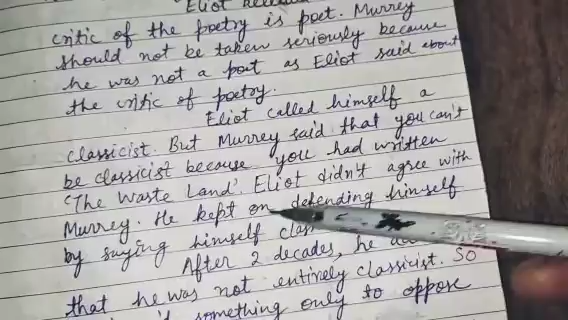 Eliot
critic of the poetry is poet. Murrey
should not be taken seriously because
he was not a poet as Eliot said about
the critic of poetry.
Eliot called himself a
classicist. But Murrey said that you can't
be classicist because you had written
'The Waste Land'. Eliot didn't agree with
Murrey. He kept on defending himself
by saying himself clas
After 2 decades, he
that he was not entirely classicist. So
something only to oppose